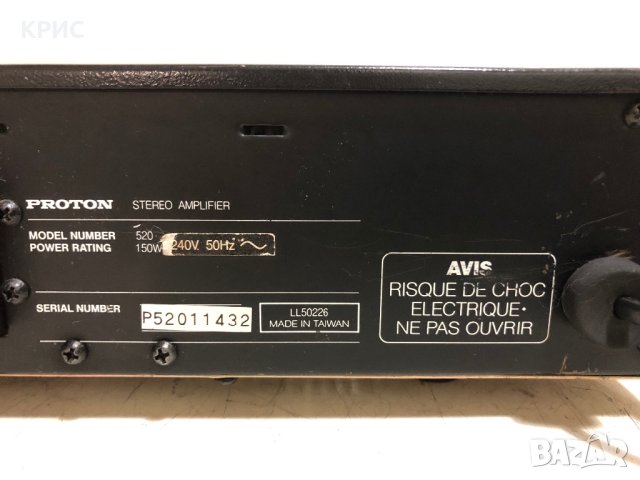 КРИС
PROTON STEREO AMPLIFIER
MODEL NUMBER 520
POWER RATING 150W 240V 50Hz
SERIAL NUMBER P52011432
LL50226
MADE IN TAIWAN
AVIS
RISQUE DE CHOC
ELECTRIQUE·
NE PAS OUVRIR
BAZAR